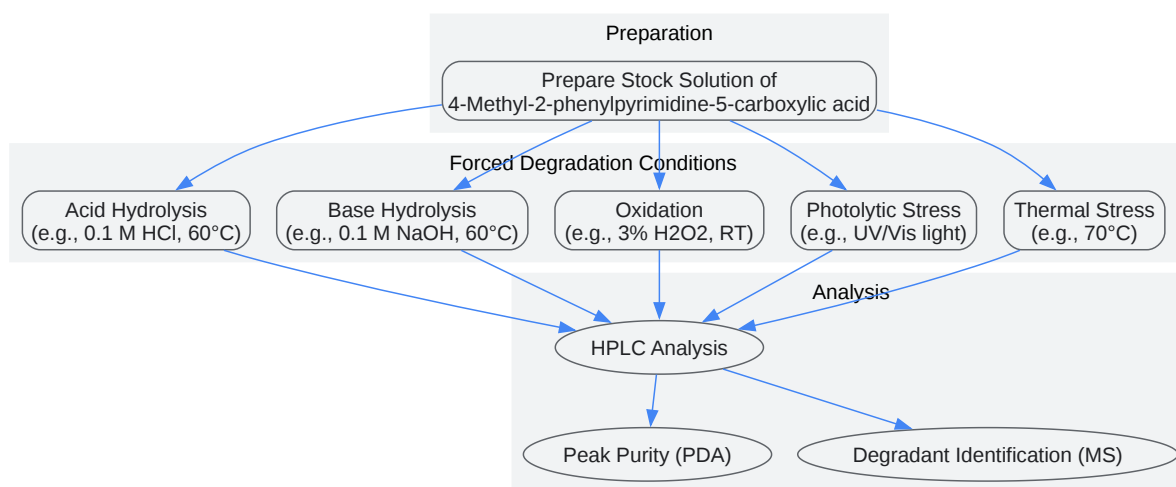 Preparation
Prepare Stock Solution of
4-Methyl-2-phenylpyrimidine-5-carboxylic acid
Forced Degradation Conditions
Acid Hydrolysis
(e.g., 0.1 M HCl, 60°C)
Base Hydrolysis
(e.g., 0.1 M NaOH, 60°C)
Oxidation
(e.g., 3% H2O2, RT)
Photolytic Stress
(e.g., UV/Vis light)
Thermal Stress
(e.g., 70°C)
Analysis
HPLC Analysis
Peak Purity (PDA)
Degradant Identification (MS)